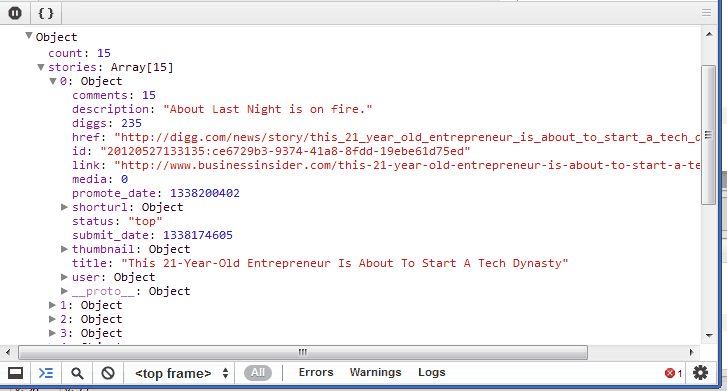 {}
Object
count: 15
stories: Array[15]
0: Object
comments: 15
description: "About Last Night is on fire."
diggs: 235
href: "http://digg.com/news/story/this_21_year_old_entrepreneur_is_about_to_start_a_tech_d
id: "20120527133135:ce6729b3-9374-41a8-8fdd-19ebe61d75ed"
link: "http://www.businessinsider.com/this-21-year-old-entrepreneur-is-about-to-start-a-te
media: 0
promote_date: 1338200402
shorturl: Object
status: "top"
submit_date: 1338174605
thumbnail: Object
title: "This 21-Year-Old Entrepreneur Is About To Start A Tech Dynasty"
user: Object
__proto__: Object
1: Object
2: Object
3: Object
<top frame> All Errors Warnings Logs 1